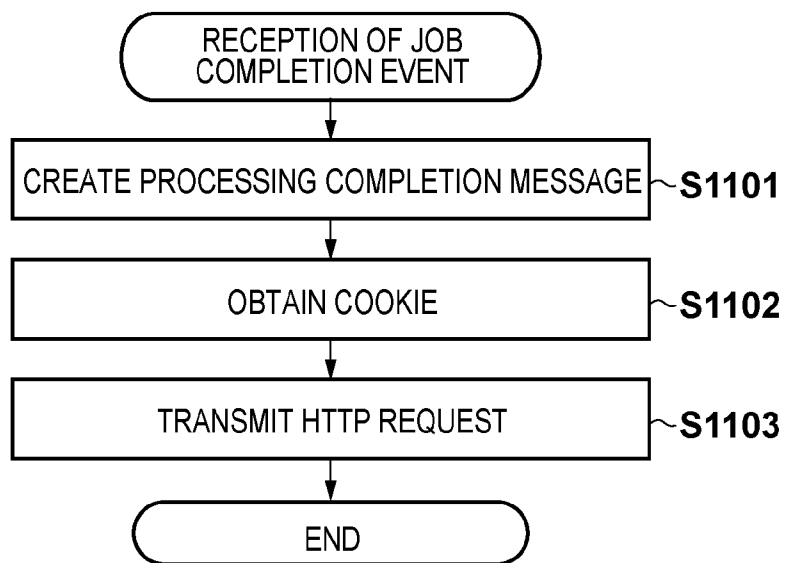 RECEPTION OF JOB
COMPLETION EVENT
CREATE PROCESSING COMPLETION MESSAGE
S1101
OBTAIN COOKIE
S1102
TRANSMIT HTTP REQUEST
S1103
END